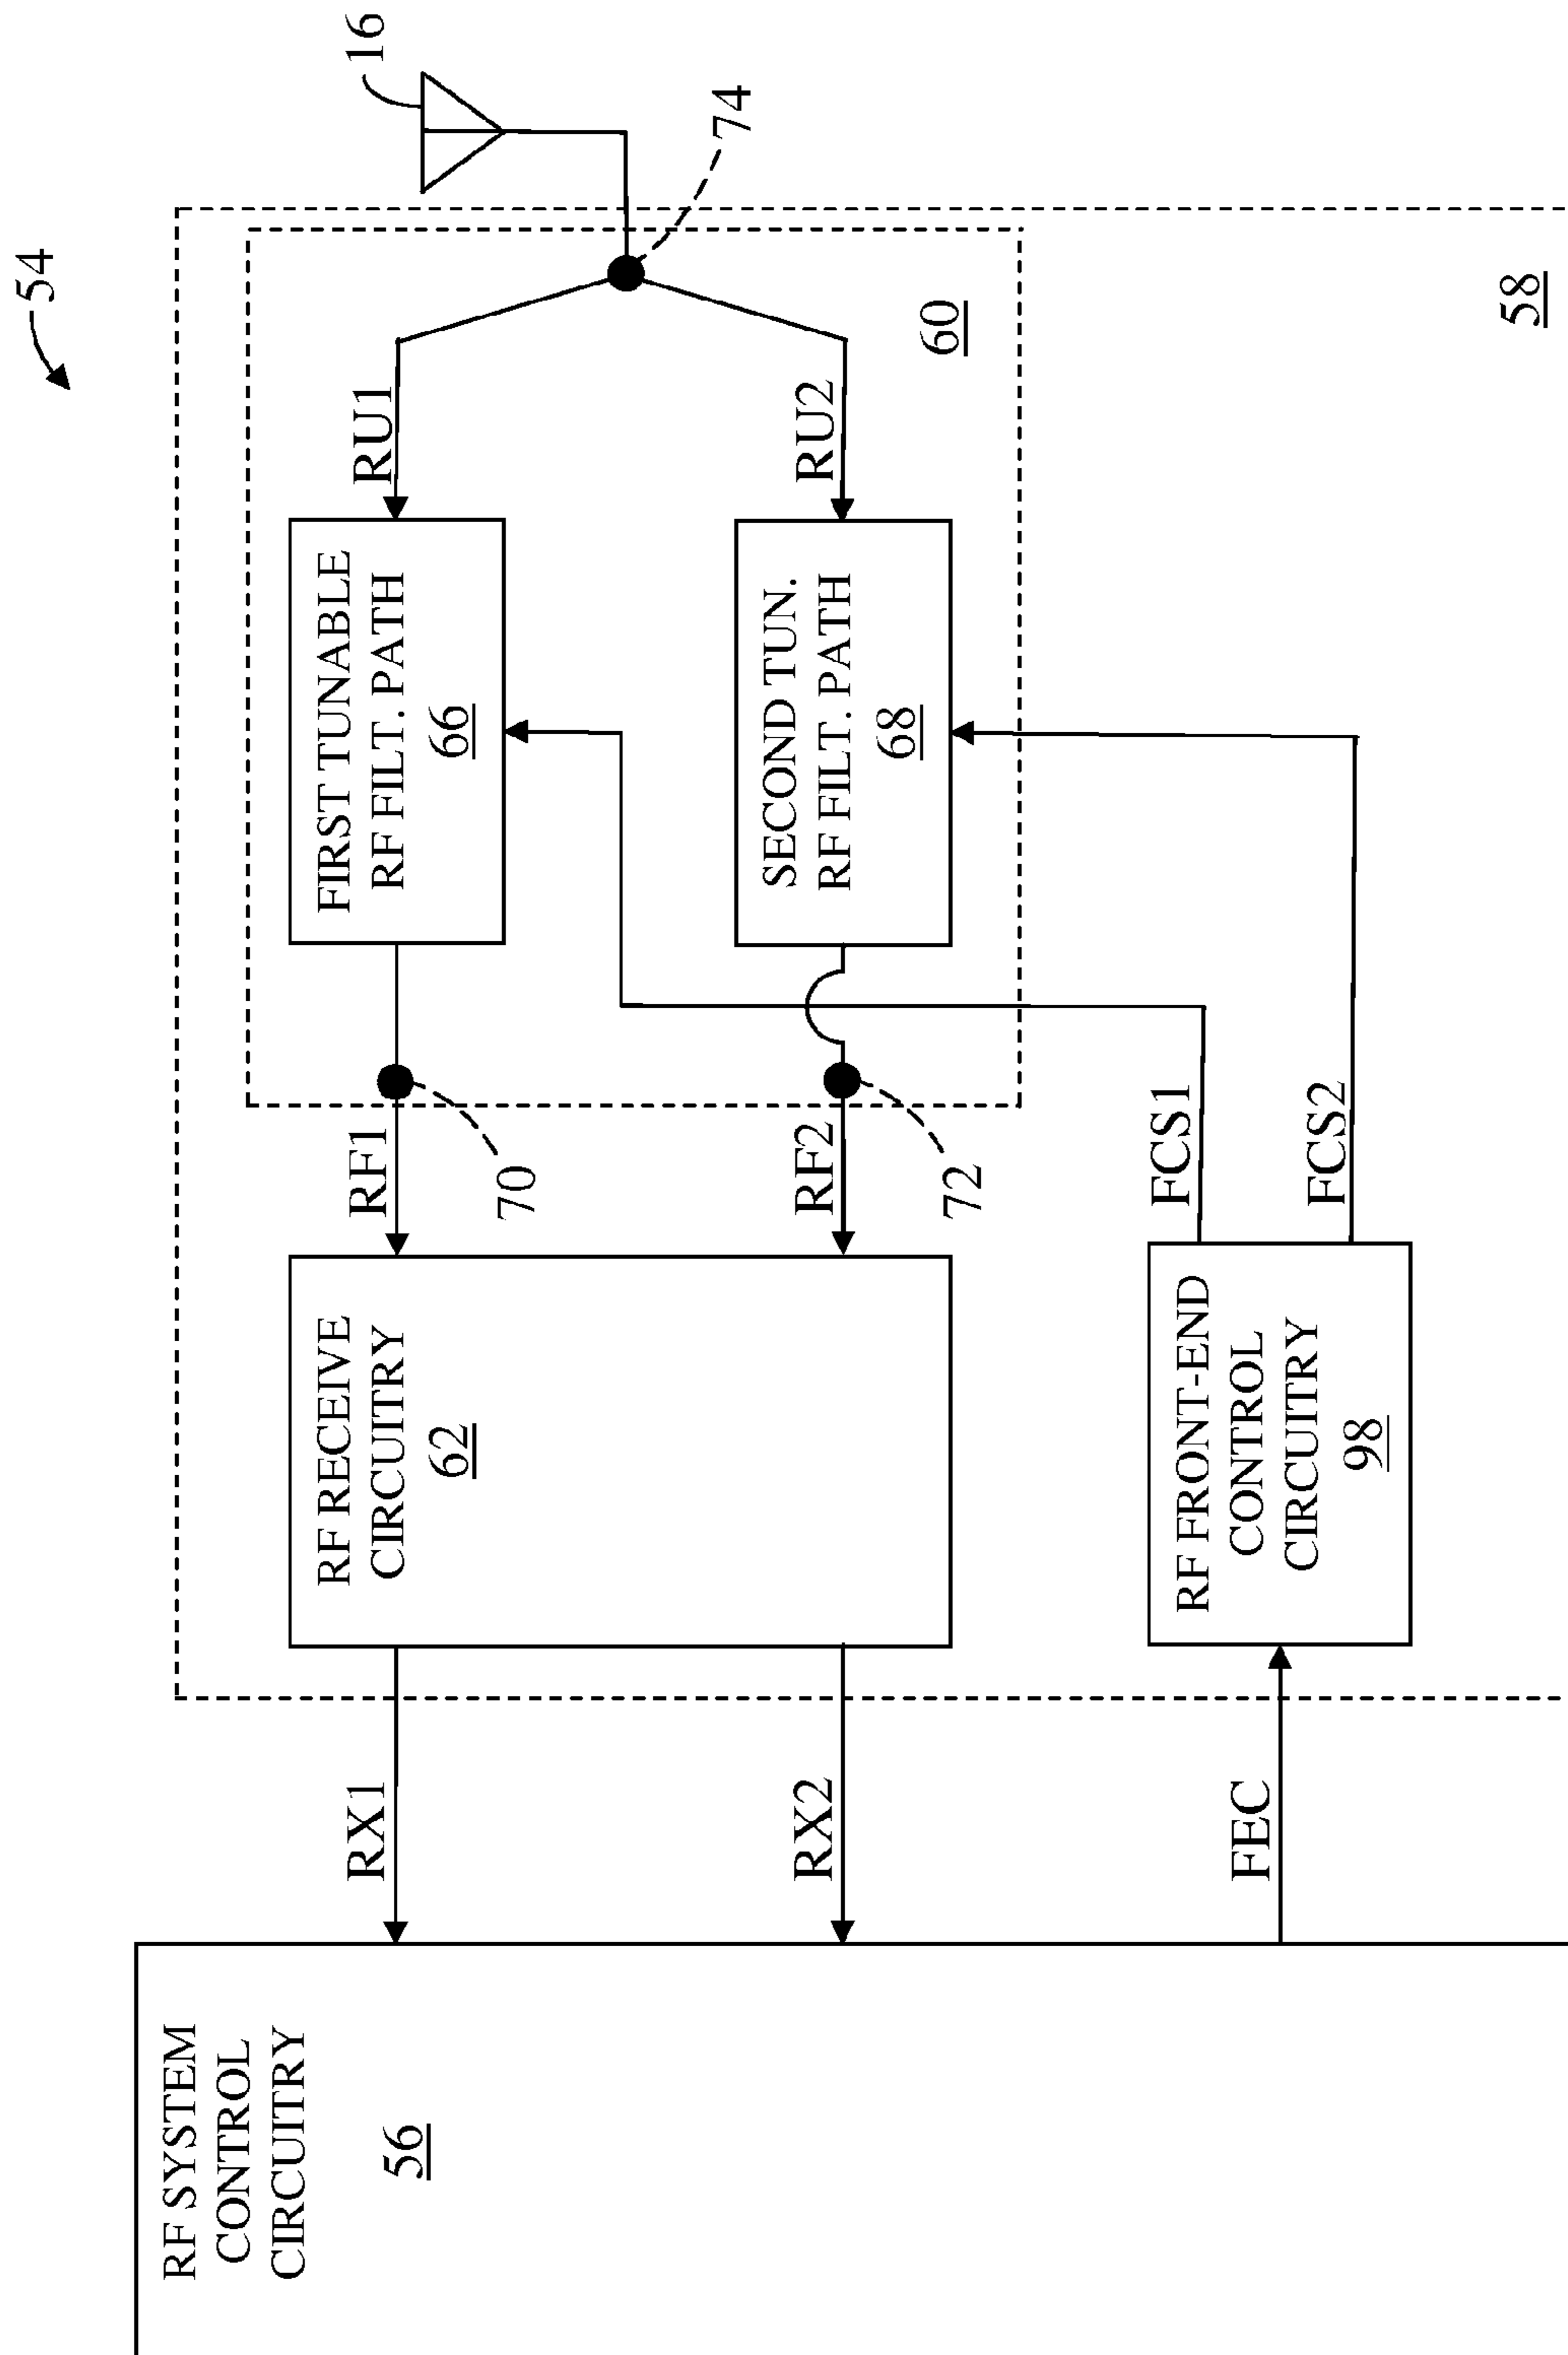 54
RF SYSTEM
CONTROL
CIRCUITRY
56
RX1
RX2
FEC
RF RECEIVE
CIRCUITRY
62
RF FRONT-END
CONTROL
CIRCUITRY
98
RF1
70
RF2
72
FCS1
FCS2
FIRST TUNABLE
RF FILT. PATH
66
SECOND TUN.
RF FILT. PATH
68
RU1
RU2
60
74
16
58